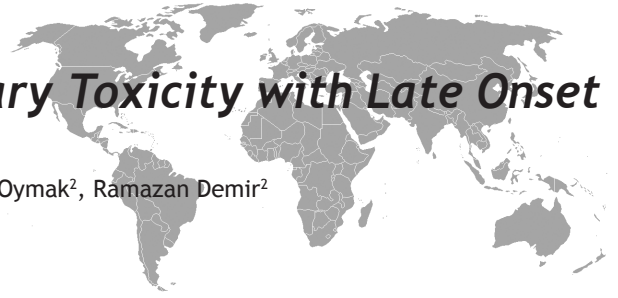 ary Toxicity with Late Onset
Oymak², Ramazan Demir²